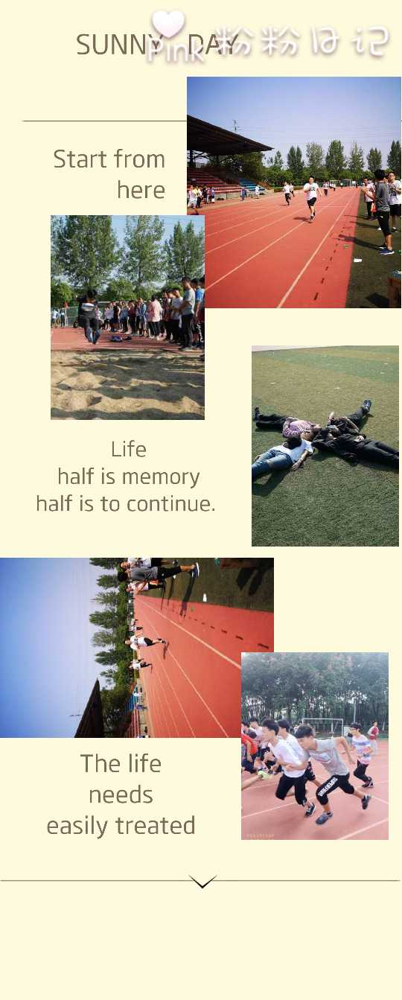 SUNNY DAY
Pink 粉粉日记
Start from
here
Life
half is memory
half is to continue.
The life
needs
easily treated